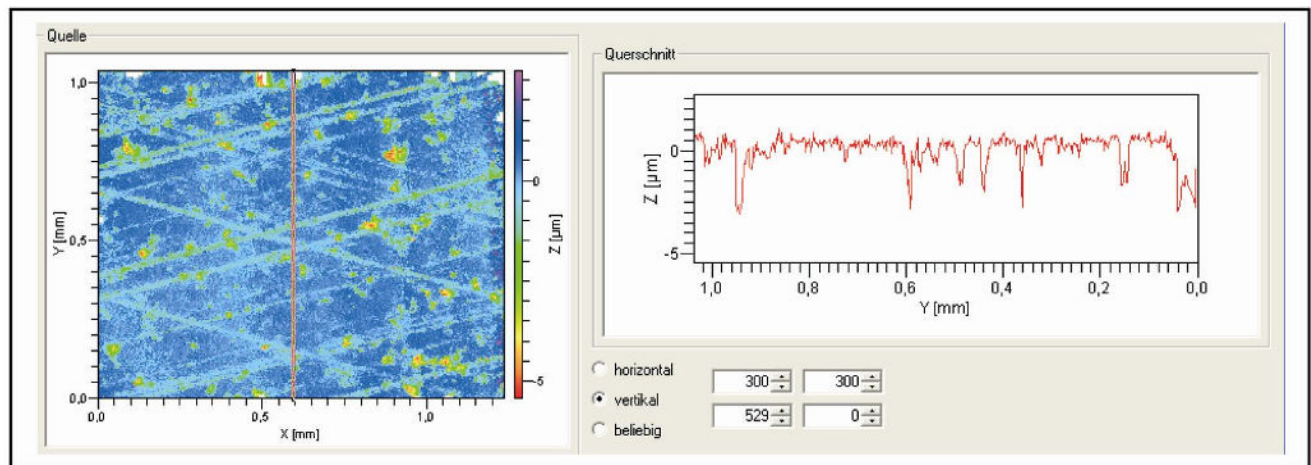 Quelle
1,0
0,5
0,0
Y [mm]
0,0
0,5
1,0
X [mm]
0
-5
Z [µm]
Querschnitt
0
-5
Z [µm]
1,0
0,8
0,6
0,4
0,2
0,0
Y [mm]
horizontal
300
300
vertikal
529
0
beliebig